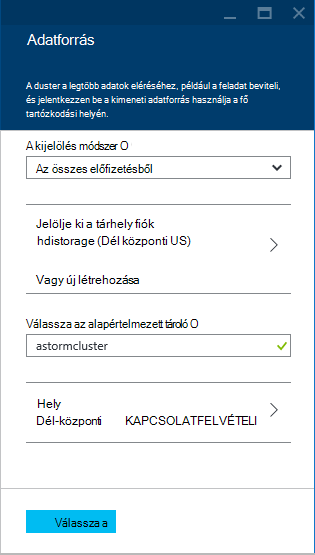 Adatforrás
A duster a legtöbb adatok eléréséhez, például a feladat beviteli,
és jelentkezzen be a kimeneti adatforrás használja a fő
tartózkodási helyén.
A kijelölés módszer O
Az összes előfizetésből
Jelölje ki a tárhely fiók
hdistorage (Dél központi US)
Vagy új létrehozása
Válassza az alapértelmezett tároló O
astormcluster
Hely
Dél-központi KAPCSOLATFELVÉTELI
Válassza a